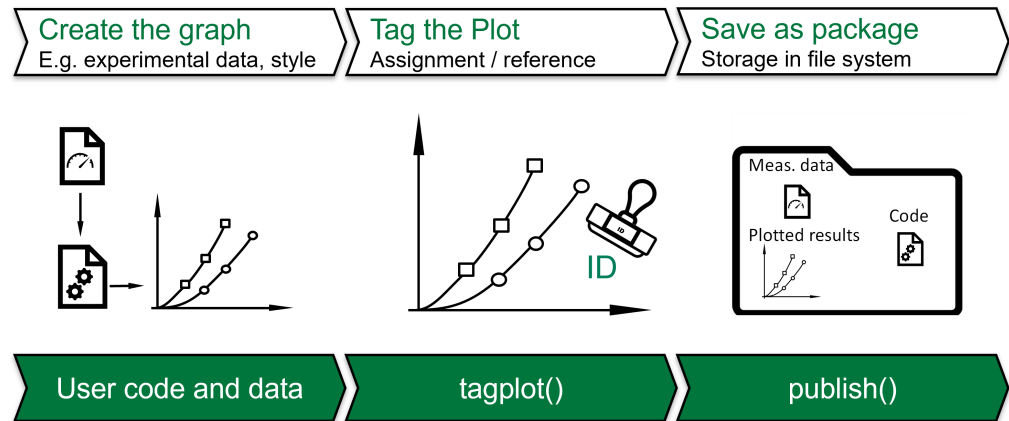 Create the graph
E.g. experimental data, style
Tag the Plot
Assignment / reference
Save as package
Storage in file system
ID
ID
Meas. data
Code
Plotted results
User code and data
tagplot()
publish()